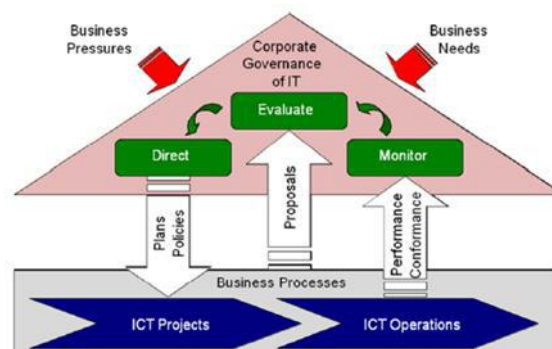 Business
Pressures
Business
Needs
Corporate
Governance
of IT
Evaluate
Direct
Monitor
Plans
Policies
Proposals
Performance
Conformance
Business Processes
ICT Projects
ICT Operations